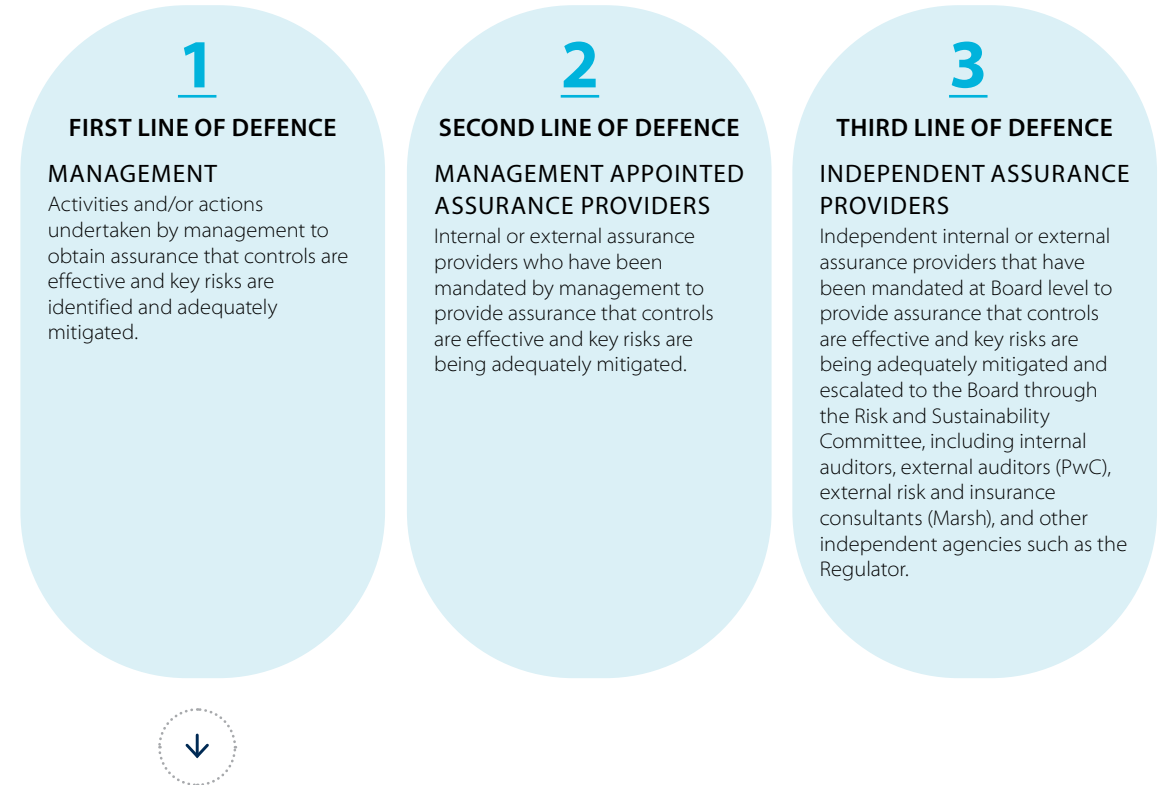 1
FIRST LINE OF DEFENCE
MANAGEMENT
Activities and/or actions
undertaken by management to
obtain assurance that controls are
effective and key risks are
identified and adequately
mitigated.
2
SECOND LINE OF DEFENCE
MANAGEMENT APPOINTED
ASSURANCE PROVIDERS
Internal or external assurance
providers who have been
mandated by management to
provide assurance that controls
are effective and key risks are
being adequately mitigated.
3
THIRD LINE OF DEFENCE
INDEPENDENT ASSURANCE
PROVIDERS
Independent internal or external
assurance providers that have
been mandated at Board level to
provide assurance that controls
are effective and key risks are
being adequately mitigated and
escalated to the Board through
the Risk and Sustainability
Committee, including internal
auditors, external auditors (PwC),
external risk and insurance
consultants (Marsh), and other
independent agencies such as the
Regulator.